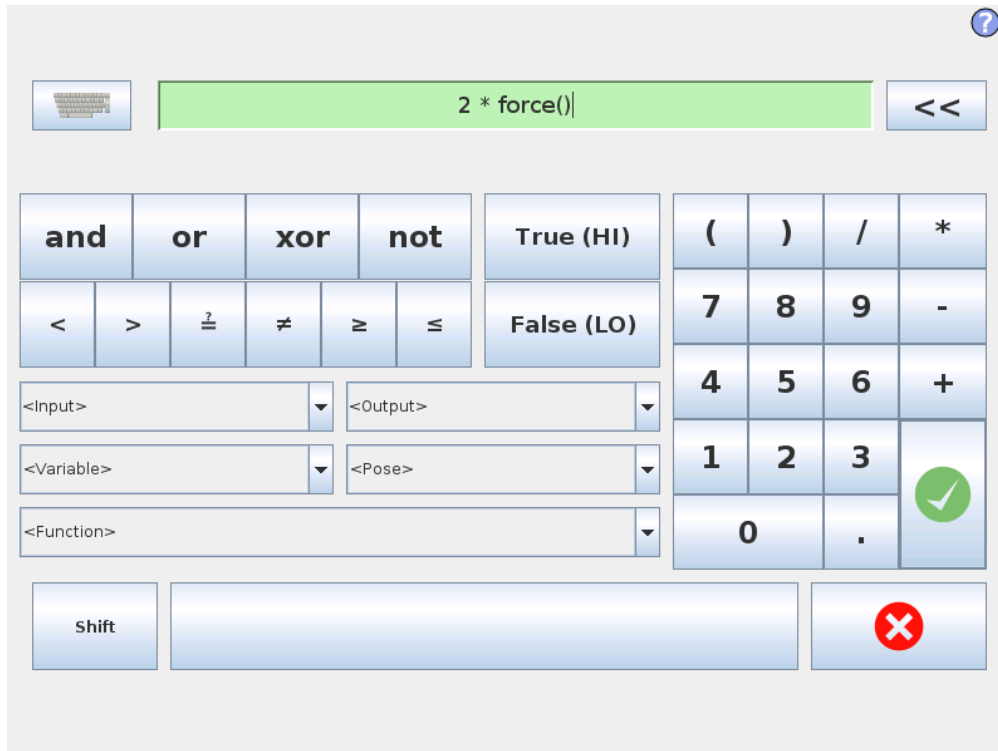 ?
2 * force()
<<
and or xor not True (HI) ( ) / *
7 8 9 -
< > ≟ ≠ ≥ ≤ False (LO)
4 5 6 +
<Input> <Output>
1 2 3
<Variable> <Pose>
<Function> 0 .
Shift